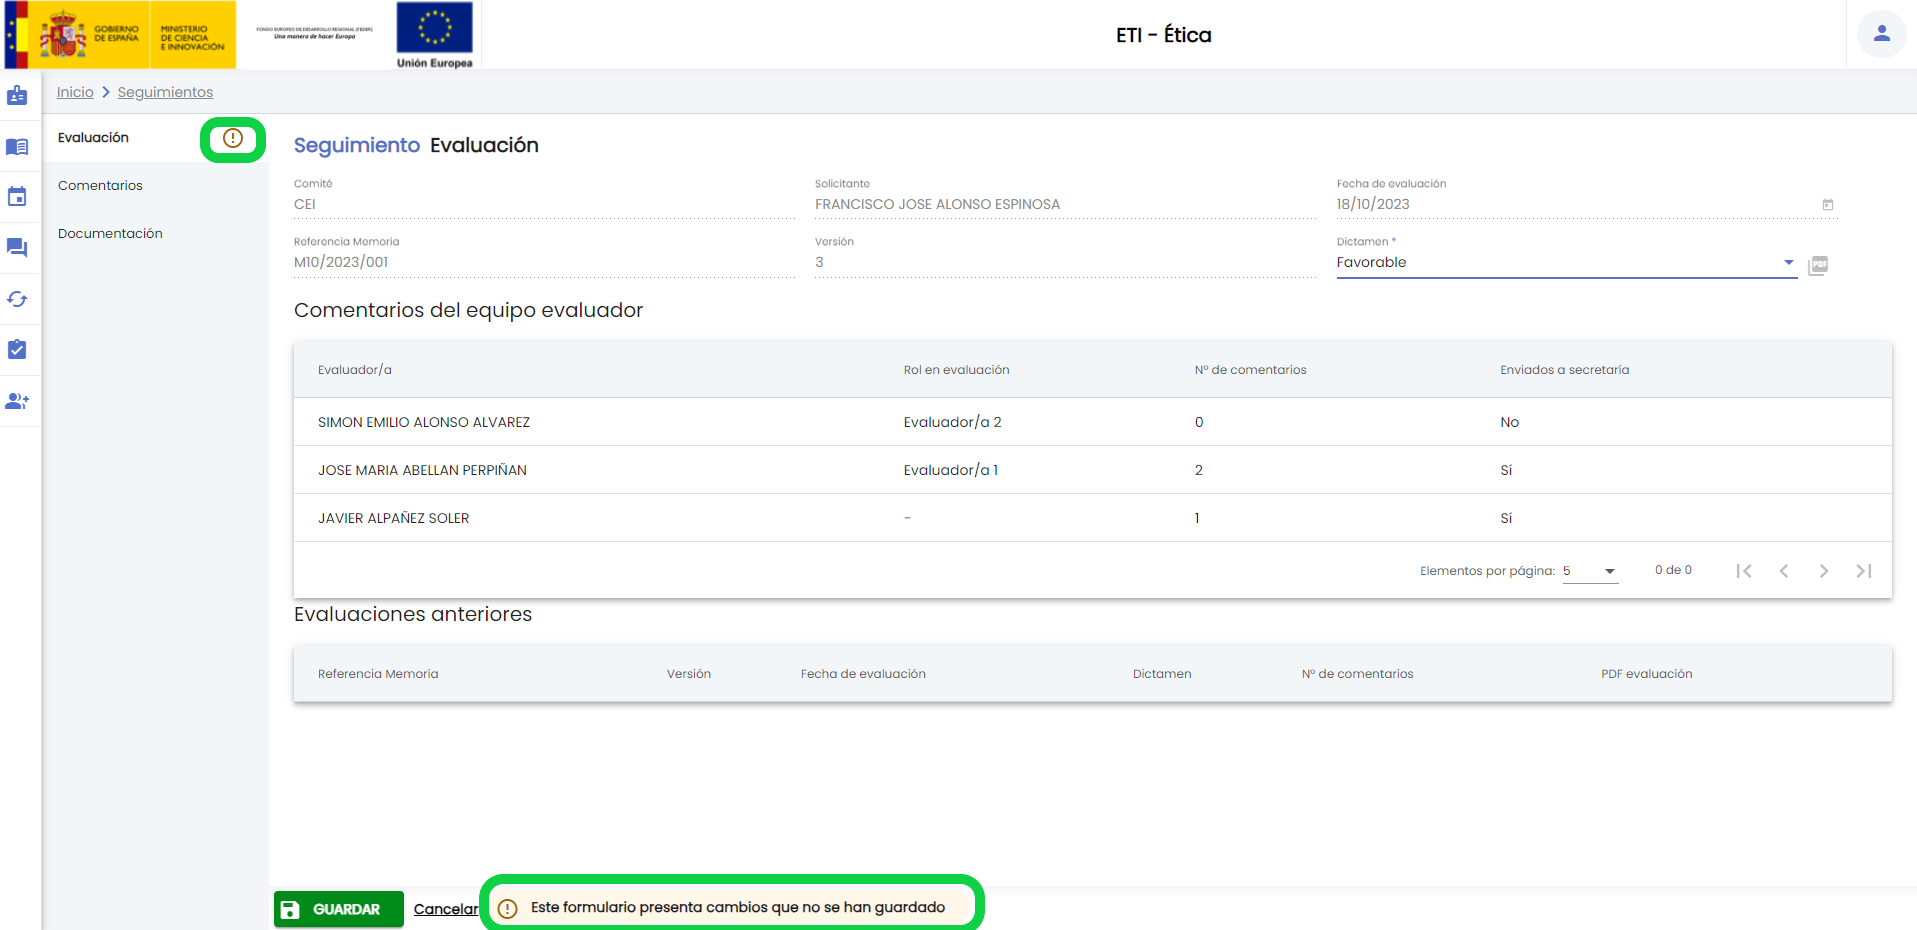 GOBIERNO
DE ESPAÑA
MINISTERIO
DE CIENCIA
E INNOVACIÓN
FONDO EUROPEO DE DESARROLLO REGIONAL (FEDER)
Una manera de hacer Europa
Unión Europea
ETI - Ética
Inicio
Seguimientos
Evaluación
Comentarios
Documentación
Seguimiento Evaluación
Comité
CEI
Solicitante
FRANCISCO JOSE ALONSO ESPINOSA
Fecha de evaluación
18/10/2023
Referencia Memoria
M10/2023/001
Versión
3
Dictamen *
Favorable
PDF
Comentarios del equipo evaluador
Evaluador/a Rol en evaluación Nº de comentarios Enviados a secretaría
SIMON EMILIO ALONSO ALVAREZ Evaluador/a 2 0 No
JOSE MARIA ABELLAN PERPIÑAN Evaluador/a 1 2 Sí
JAVIER ALPAÑEZ SOLER - 1 Sí
Elementos por página: 5 0 de 0
Evaluaciones anteriores
Referencia Memoria Versión Fecha de evaluación Dictamen Nº de comentarios PDF evaluación
GUARDAR Cancelar Este formulario presenta cambios que no se han guardado